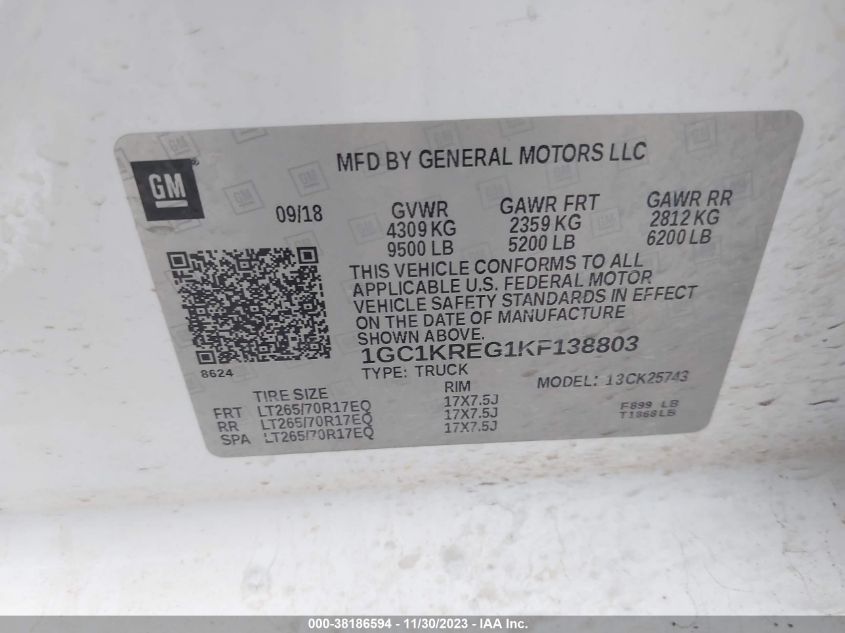 GM
MFD BY GENERAL MOTORS LLC
09/18
GVWR
4309 KG
9500 LB
GAWR FRT
2359 KG
5200 LB
GAWR RR
2812 KG
6200 LB
THIS VEHICLE CONFORMS TO ALL
APPLICABLE U.S. FEDERAL MOTOR
VEHICLE SAFETY STANDARDS IN EFFECT
ON THE DATE OF MANUFACTURE
SHOWN ABOVE.
8624
1GC1KREG1KF138803
TYPE: TRUCK
MODEL: 13CK25743
TIRE SIZE RIM
FRT LT265/70R17EQ 17X7.5J
RR LT265/70R17EQ 17X7.5J
SPA LT265/70R17EQ 17X7.5J
F899 LB
T1868LB
000-38186594 - 11/30/2023 - IAA Inc.